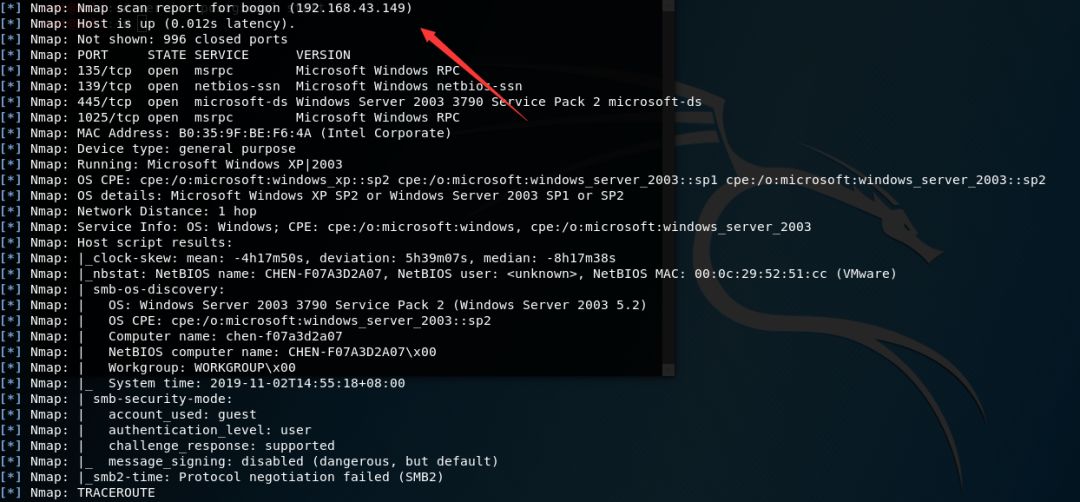 [*] Nmap: Nmap scan report for bogon (192.168.43.149)
[*] Nmap: Host is up (0.012s latency).
[*] Nmap: Not shown: 996 closed ports
[*] Nmap: PORT     STATE SERVICE      VERSION
[*] Nmap: 135/tcp  open  msrpc        Microsoft Windows RPC
[*] Nmap: 139/tcp  open  netbios-ssn  Microsoft Windows netbios-ssn
[*] Nmap: 445/tcp  open  microsoft-ds Windows Server 2003 3790 Service Pack 2 microsoft-ds
[*] Nmap: 1025/tcp open  msrpc        Microsoft Windows RPC
[*] Nmap: MAC Address: B0:35:9F:BE:F6:4A (Intel Corporate)
[*] Nmap: Device type: general purpose
[*] Nmap: Running: Microsoft Windows XP|2003
[*] Nmap: OS CPE: cpe:/o:microsoft:windows_xp::sp2 cpe:/o:microsoft:windows_server_2003::sp1 cpe:/o:microsoft:windows_server_2003::sp2
[*] Nmap: OS details: Microsoft Windows XP SP2 or Windows Server 2003 SP1 or SP2
[*] Nmap: Network Distance: 1 hop
[*] Nmap: Service Info: OS: Windows; CPE: cpe:/o:microsoft:windows, cpe:/o:microsoft:windows_server_2003
[*] Nmap: Host script results:
[*] Nmap: |_clock-skew: mean: -4h17m50s, deviation: 5h39m07s, median: -8h17m38s
[*] Nmap: |_nbstat: NetBIOS name: CHEN-F07A3D2A07, NetBIOS user: <unknown>, NetBIOS MAC: 00:0c:29:52:51:cc (VMware)
[*] Nmap: | smb-os-discovery:
[*] Nmap: |   OS: Windows Server 2003 3790 Service Pack 2 (Windows Server 2003 5.2)
[*] Nmap: |   OS CPE: cpe:/o:microsoft:windows_server_2003::sp2
[*] Nmap: |   Computer name: chen-f07a3d2a07
[*] Nmap: |   NetBIOS computer name: CHEN-F07A3D2A07\x00
[*] Nmap: |   Workgroup: WORKGROUP\x00
[*] Nmap: |_  System time: 2019-11-02T14:55:18+08:00
[*] Nmap: | smb-security-mode:
[*] Nmap: |   account_used: guest
[*] Nmap: |   authentication_level: user
[*] Nmap: |   challenge_response: supported
[*] Nmap: |_  message_signing: disabled (dangerous, but default)
[*] Nmap: |_smb2-time: Protocol negotiation failed (SMB2)
[*] Nmap: TRACEROUTE